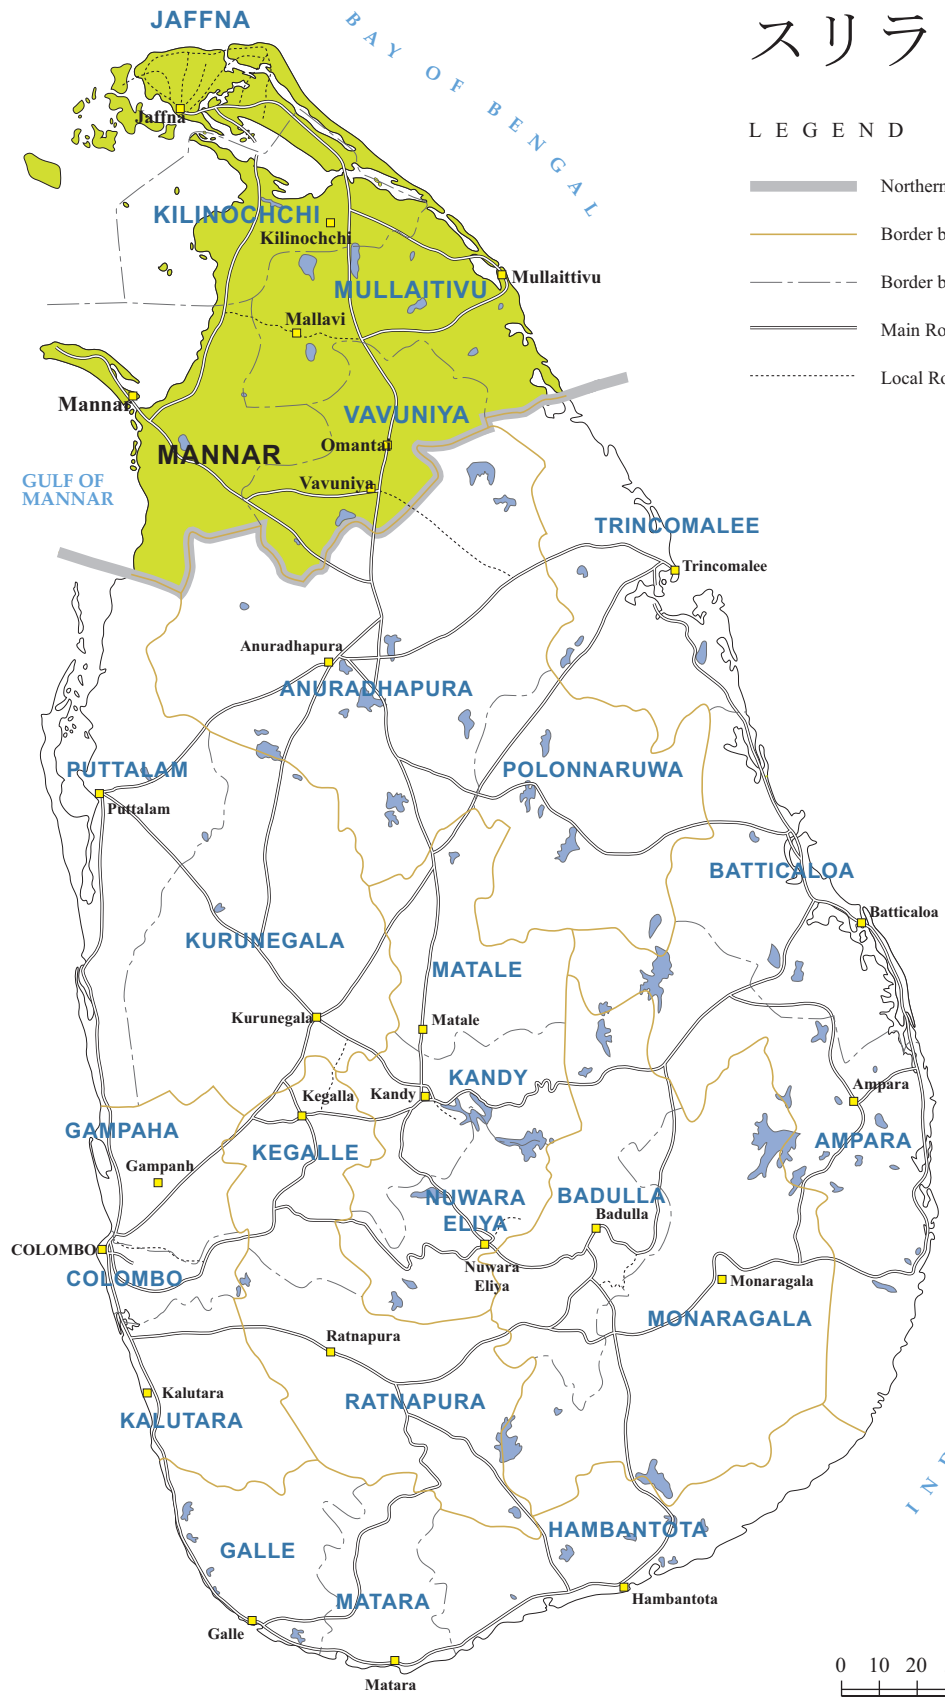 JAFFNA
BAY OF BENGAL
スリラ
LEGEND
Jaffna
Northern
Border b
KILINOCHCHI
Kilinochchi
Mullaittivu
Border b
MULLAITIVU
Mallavi
Main Ro
Local Ro
Mannar
VAVUNIYA
Omantai
MANNAR
GULF OF
MANNAR
Vavuniya
TRINCOMALEE
Trincomalee
Anuradhapura
ANURADHAPURA
PUTTALAM
POLONNARUWA
Puttalam
BATTICALOA
Batticaloa
KURUNEGALA
MATALE
Kurunegala
Matale
KANDY
Kegalla
Kandy
Ampara
GAMPAHA
AMPARA
KEGALLE
Gampanh
NUWARA
ELIYA
BADULLA
Badulla
COLOMBO
COLOMBO
Nuwara
Eliya
Monaragala
MONARAGALA
Ratnapura
Kalutara
RATNAPURA
KALUTARA
IND
HAMBANTOTA
GALLE
MATARA
Hambantota
Galle
Matara
0 10 20